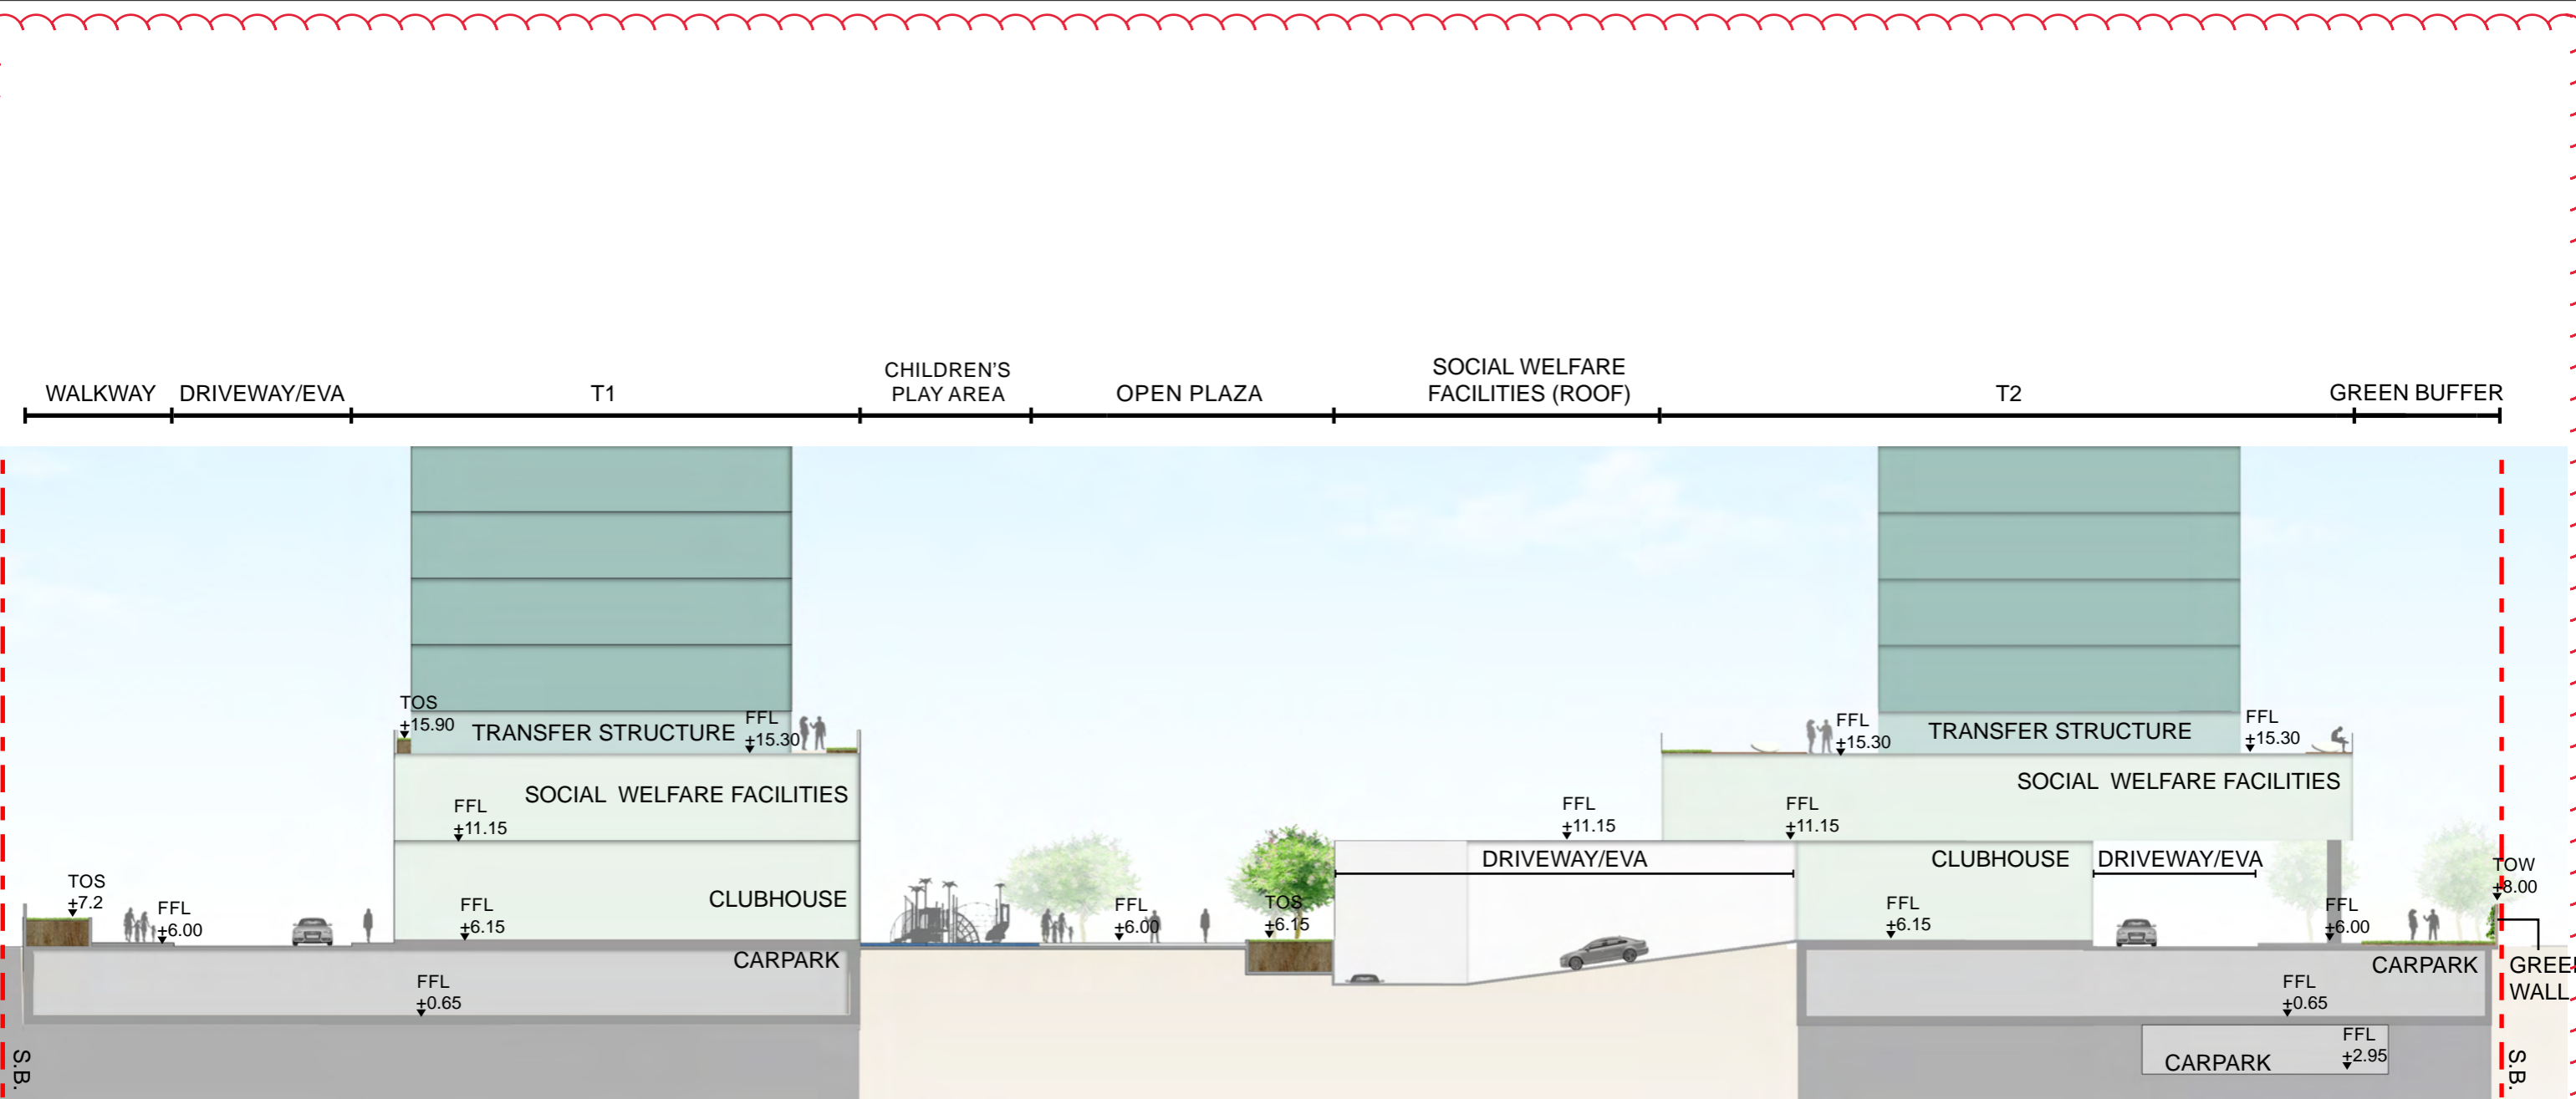 WALKWAY
DRIVEWAY/EVA
T1
CHILDREN'S
PLAY AREA
OPEN PLAZA
SOCIAL WELFARE
FACILITIES (ROOF)
T2
GREEN BUFFER
TOS
+15.90
TRANSFER STRUCTURE
FFL
+15.30
FFL
+15.30
TRANSFER STRUCTURE
FFL
+15.30
SOCIAL WELFARE FACILITIES
SOCIAL WELFARE FACILITIES
FFL
+11.15
FFL
+11.15
FFL
+11.15
DRIVEWAY/EVA
CLUBHOUSE
DRIVEWAY/EVA
TOW
+8.00
TOS
+7.2
FFL
+6.00
FFL
+6.15
CLUBHOUSE
FFL
+6.00
TOS
+6.15
FFL
+6.15
FFL
+6.00
CARPARK
CARPARK
GREE
WALL
FFL
+0.65
FFL
+0.65
S.B.
CARPARK
FFL
+2.95
S.B.